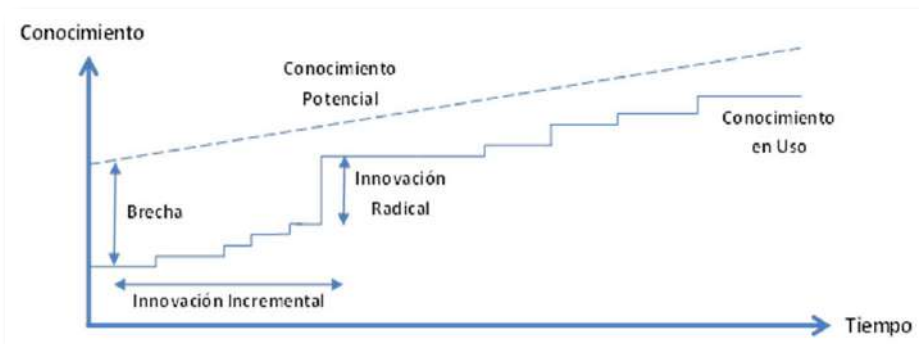 Conocimiento
Conocimiento
Potencial
Conocimiento
en Uso
Innovación
Radical
Brecha
Innovación Incremental
Tiempo